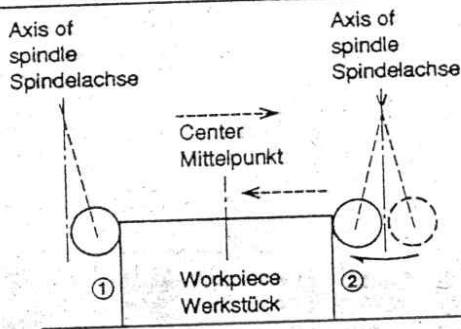 Axis of
spindle
Spindelachse
Axis of
spindle
Spindelachse
Center
Mittelpunkt
①
Workpiece
Werkstück
②